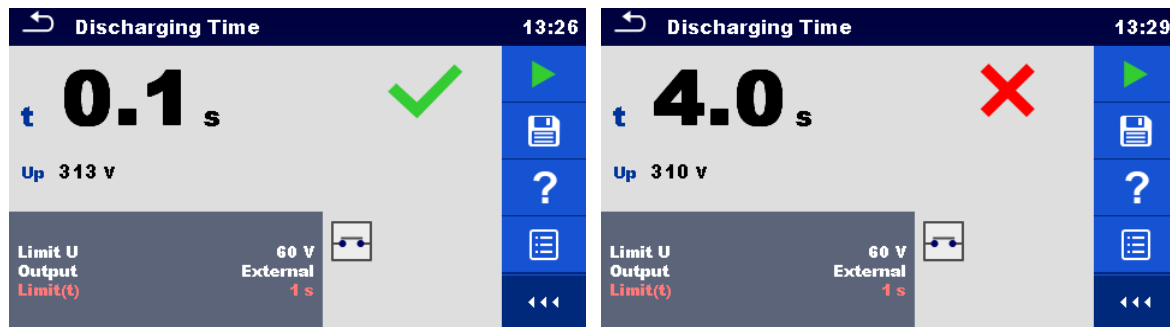 Discharging Time 13:26
t 0.1 s
Up 313 V
?
Limit U 60 V
Output External
Limit(t) 1 s
Discharging Time 13:29
t 4.0 s
Up 310 V
?
Limit U 60 V
Output External
Limit(t) 1 s